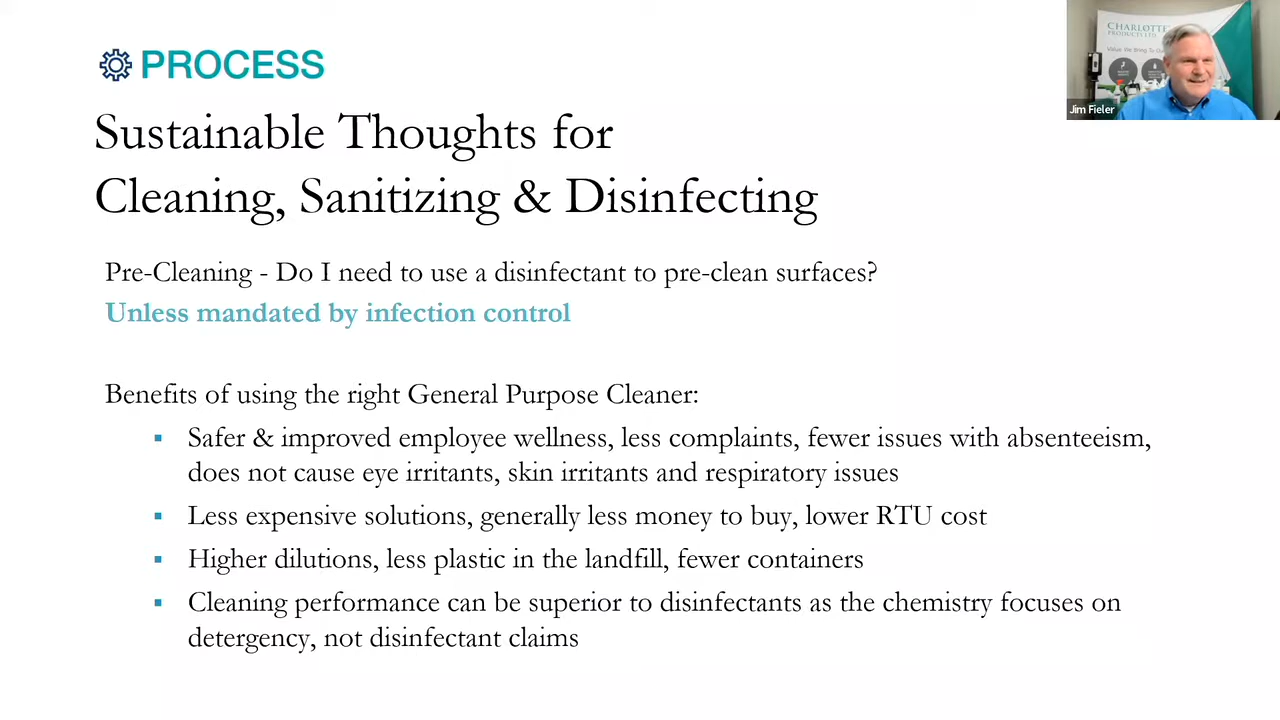 PROCESS
Sustainable Thoughts for
Cleaning, Sanitizing & Disinfecting
Pre-Cleaning - Do I need to use a disinfectant to pre-clean surfaces?
Unless mandated by infection control
Benefits of using the right General Purpose Cleaner:
▪ Safer & improved employee wellness, less complaints, fewer issues with absenteeism,
does not cause eye irritants, skin irritants and respiratory issues
▪ Less expensive solutions, generally less money to buy, lower RTU cost
▪ Higher dilutions, less plastic in the landfill, fewer containers
▪ Cleaning performance can be superior to disinfectants as the chemistry focuses on
detergency, not disinfectant claims
CHARLOTTE
PRODUCTS LTD
Value We Bring To
Jim Fieler